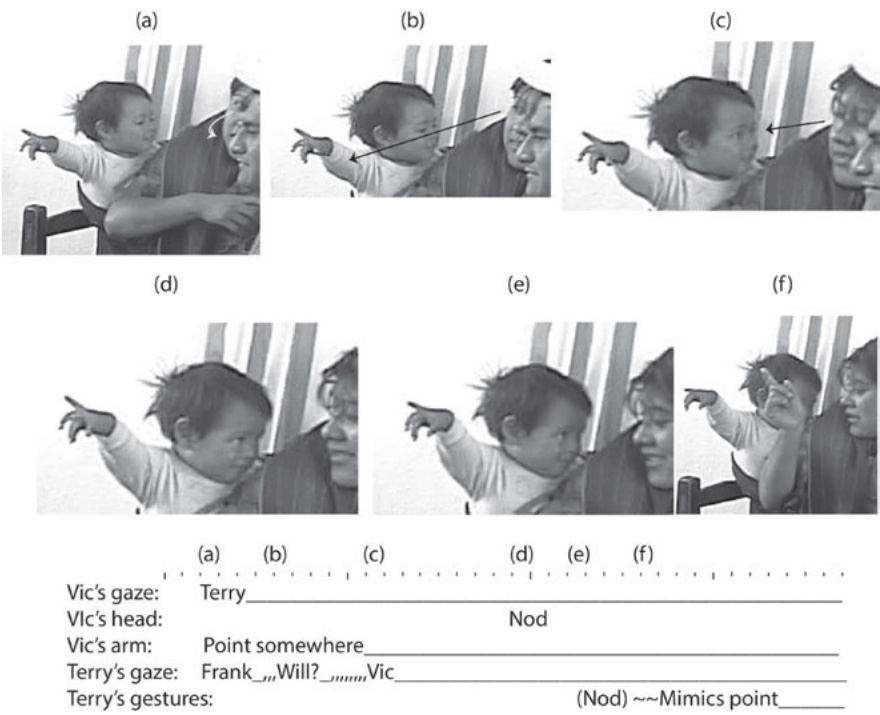 (a) (b) (c)
(d) (e) (f)
(a) (b) (c) (d) (e) (f)
Vic's gaze: Terry
VIc's head: Nod
Vic's arm: Point somewhere
Terry's gaze: Frank_,,,Will?_,,,,,,,,Vic
Terry's gestures: (Nod) ~~Mimics point